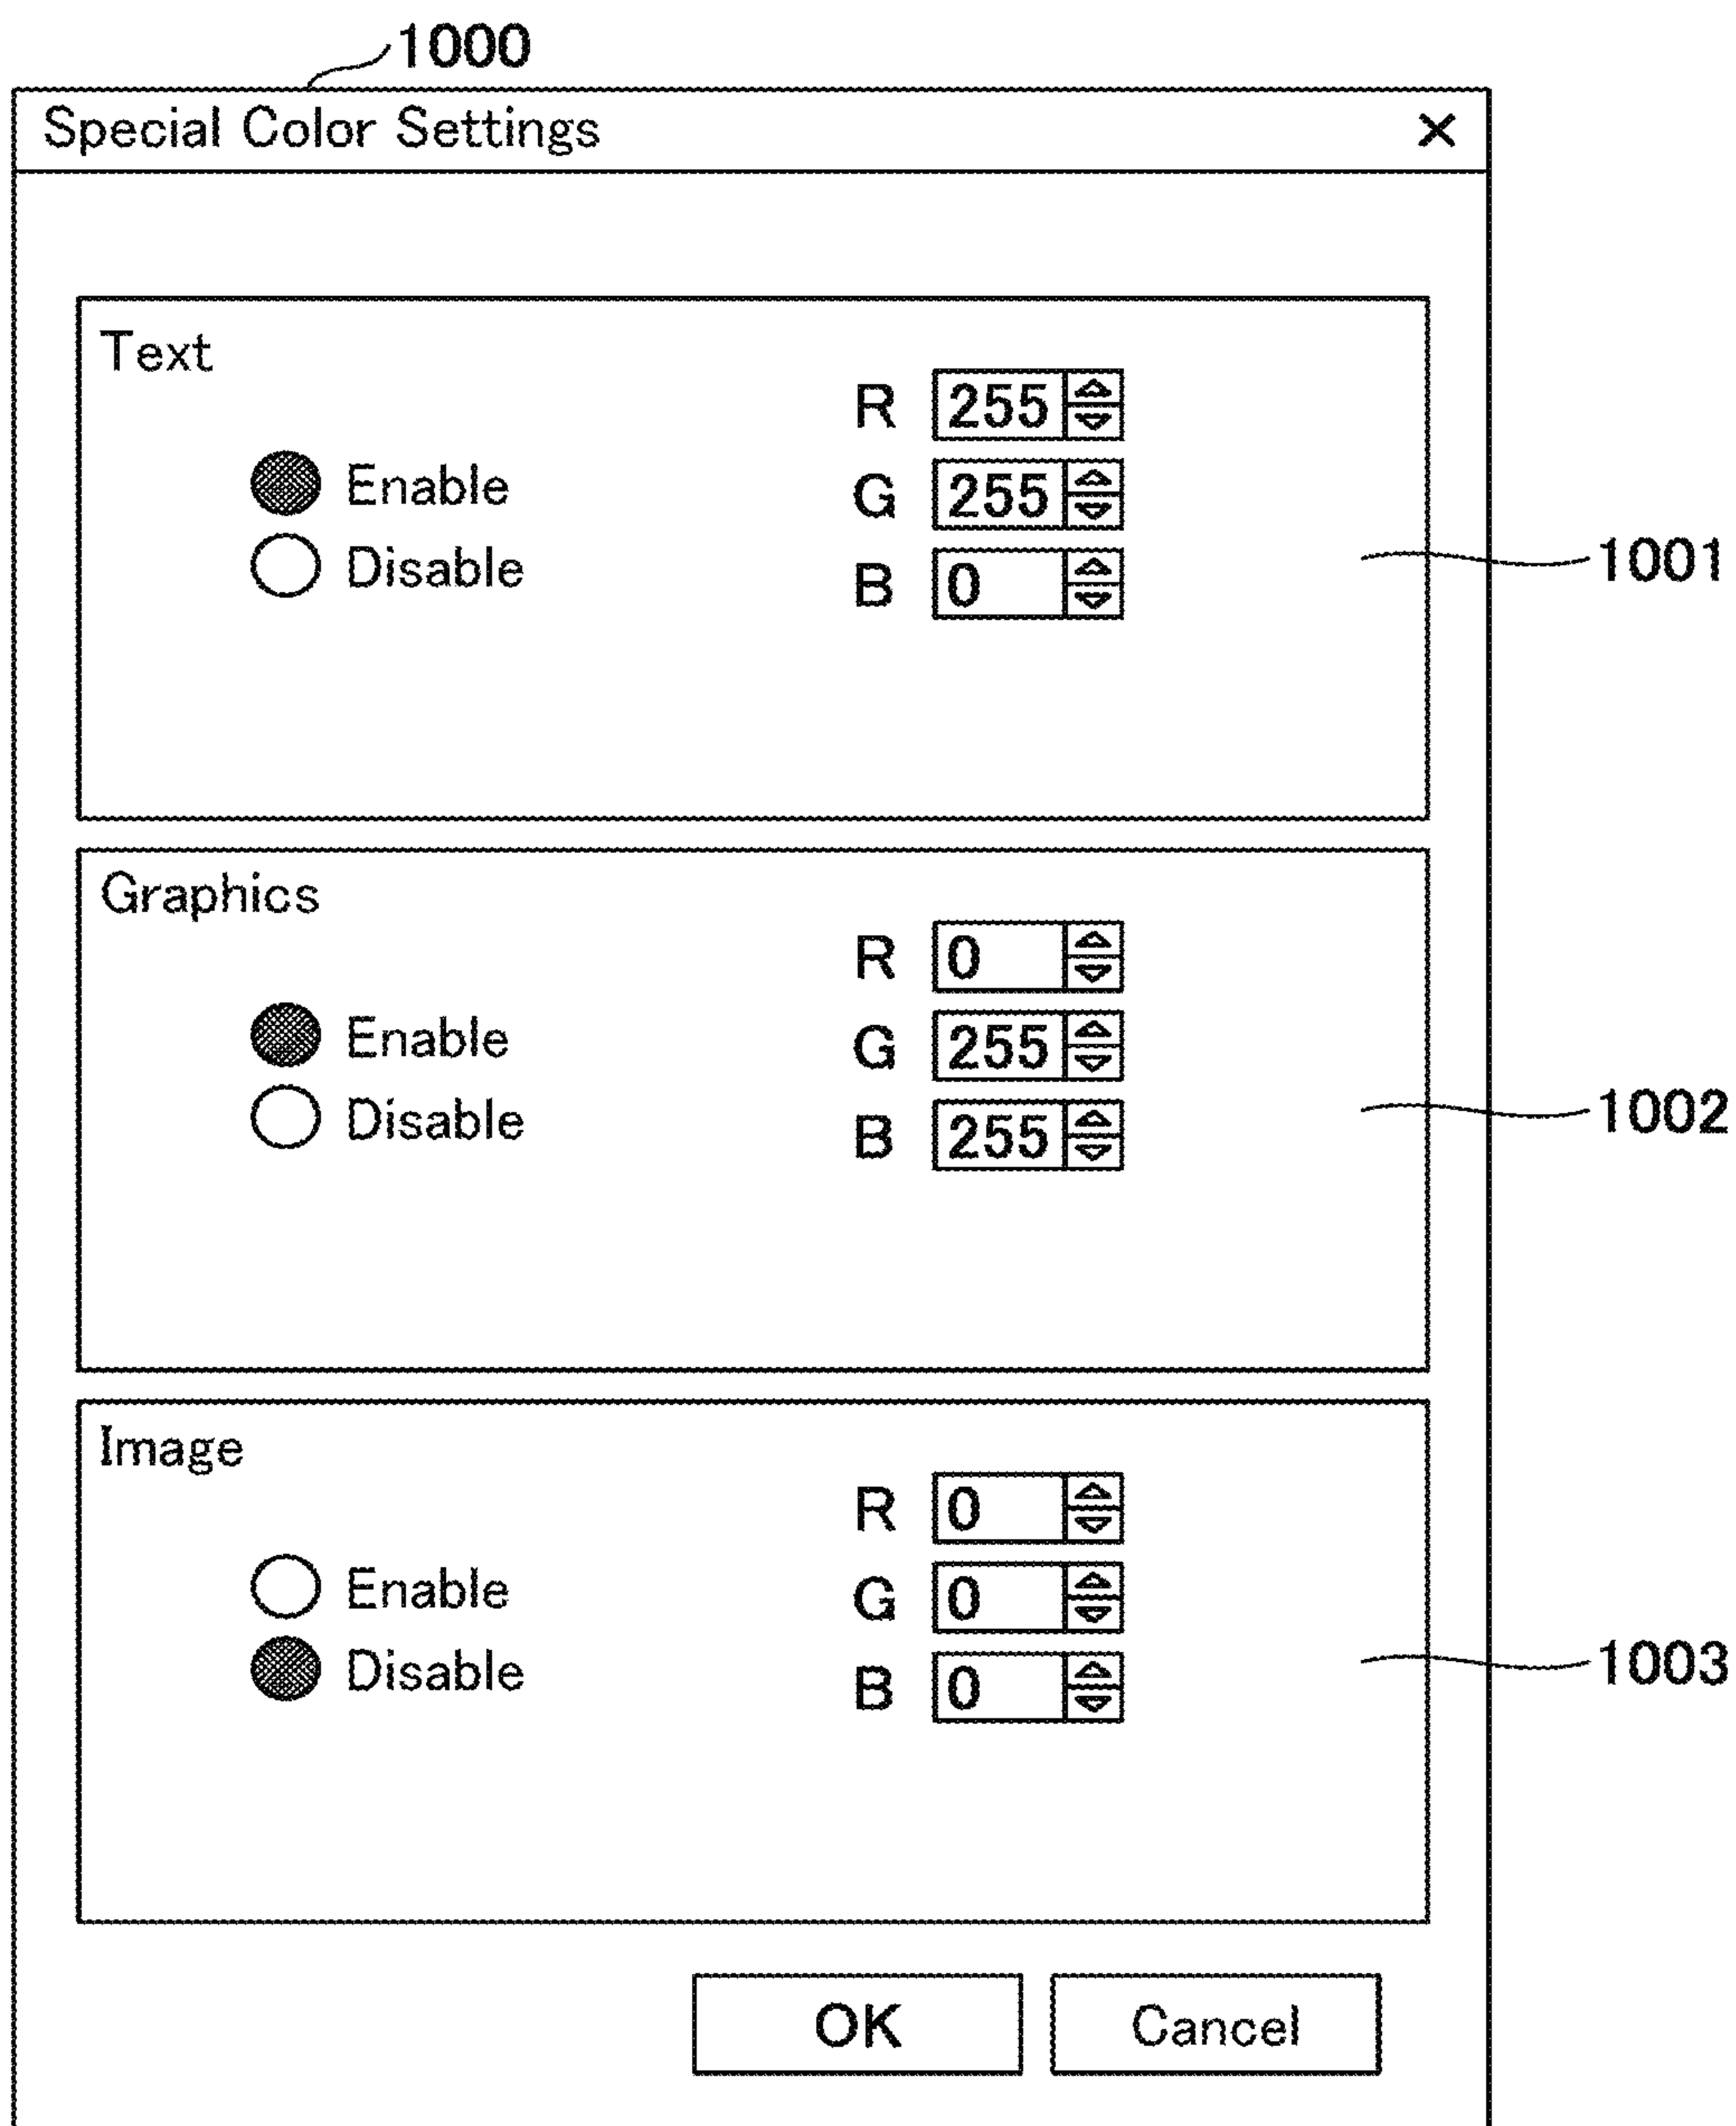 1000
Special Color Settings ×
Text
R 255
Enable
G 255
Disable
B 0
1001
Graphics
R 0
Enable
G 255
Disable
B 255
1002
Image
R 0
Enable
G 0
Disable
B 0
1003
OK Cancel